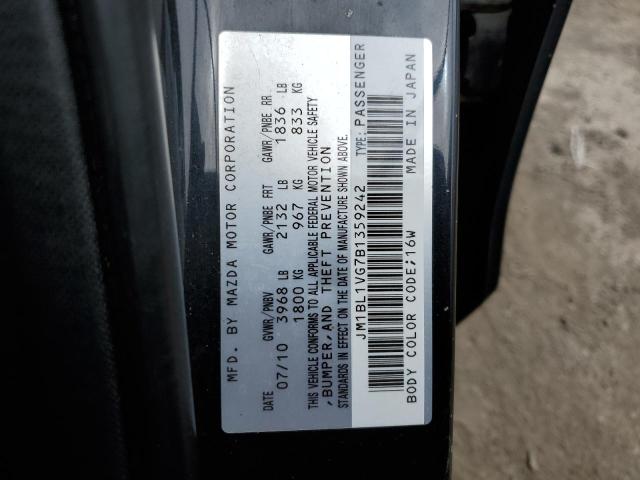 MFD. BY MAZDA MOTOR CORPORATION
DATE GVWR/PNBV GAWR/PNBE FRT GAWR/PNBE RR
07/10 3968 LB 2132 LB 1836 LB
1800 KG 967 KG 833 KG
THIS VEHICLE CONFORMS TO ALL APPLICABLE FEDERAL MOTOR VEHICLE SAFETY
, BUMPER, AND THEFT PREVENTION
STANDARDS IN EFFECT ON THE DATE OF MANUFACTURE SHOWN ABOVE.
JM1BL1VG7B1359242 TYPE: PASSENGER
BODY COLOR CODE;16W MADE IN JAPAN